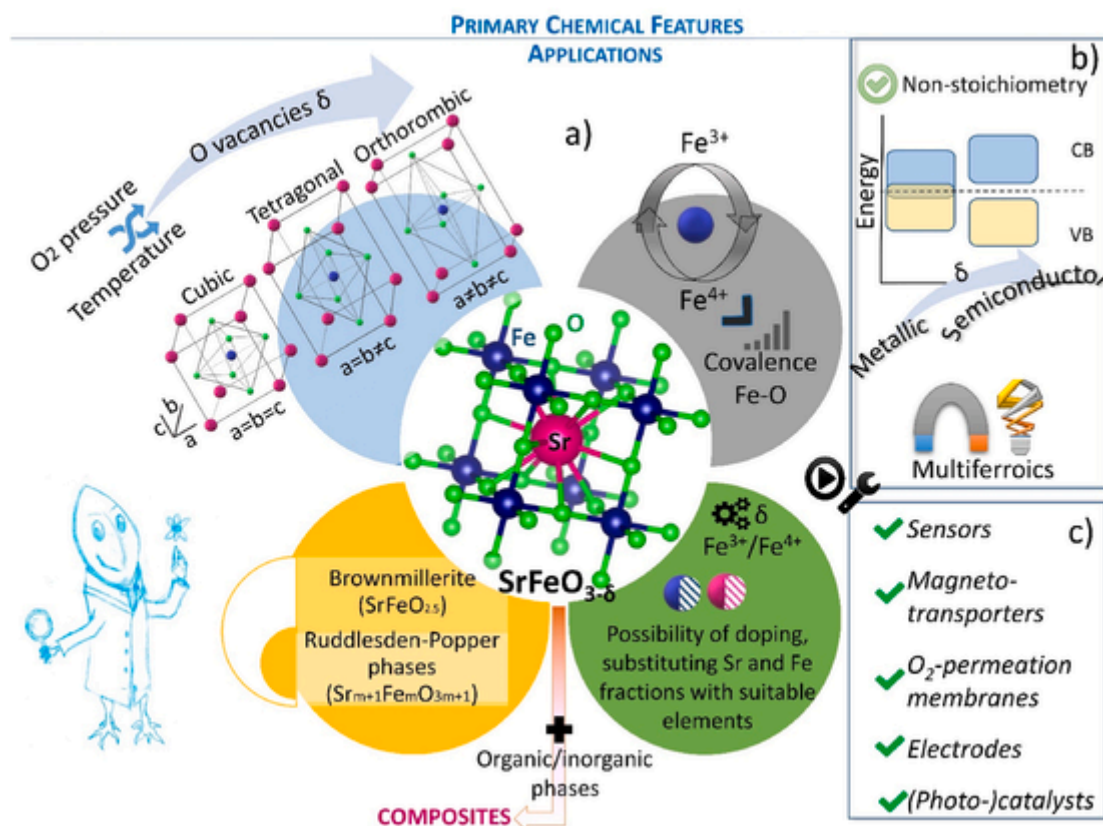 PRIMARY CHEMICAL FEATURES
APPLICATIONS
a)
O vacancies δ
O₂ pressure
Temperature
Cubic
a=b=c
b
c
a
Tetragonal
a=b≠c
Orthorombic
a≠b≠c
Fe³⁺
Fe⁴⁺
Covalence
Fe-O
Fe
O
Sr
SrFeO₃₋δ
Brownmillerite
(SrFeO₂.₅)
Ruddlesden-Popper
phases
(Srₘ₊₁FeₘO₃ₘ₊₁)
δ
Fe³⁺/Fe⁴⁺
Possibility of doping,
substituting Sr and Fe
fractions with suitable
elements
Organic/inorganic
phases
COMPOSITES
b)
Non-stoichiometry
Energy
CB
VB
δ
Metallic
Semiconducto
Multiferroics
c)
Sensors
Magneto-
transporters
O₂-permeation
membranes
Electrodes
(Photo-)catalysts